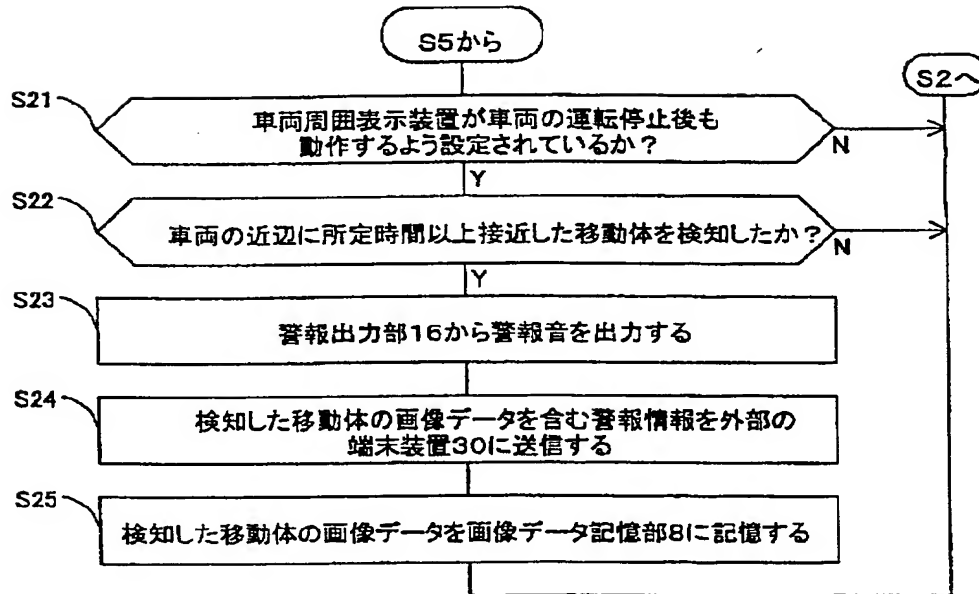 S5から
S2へ
S21
車両周囲表示装置が車両の運転停止後も
動作するよう設定されているか？
N
Y
S22
車両の近辺に所定時間以上接近した移動体を検知したか？
N
Y
S23
警報出力部16から警報音を出力する
S24
検知した移動体の画像データを含む警報情報を外部の
端末装置30に送信する
S25
検知した移動体の画像データを画像データ記憶部8に記憶する